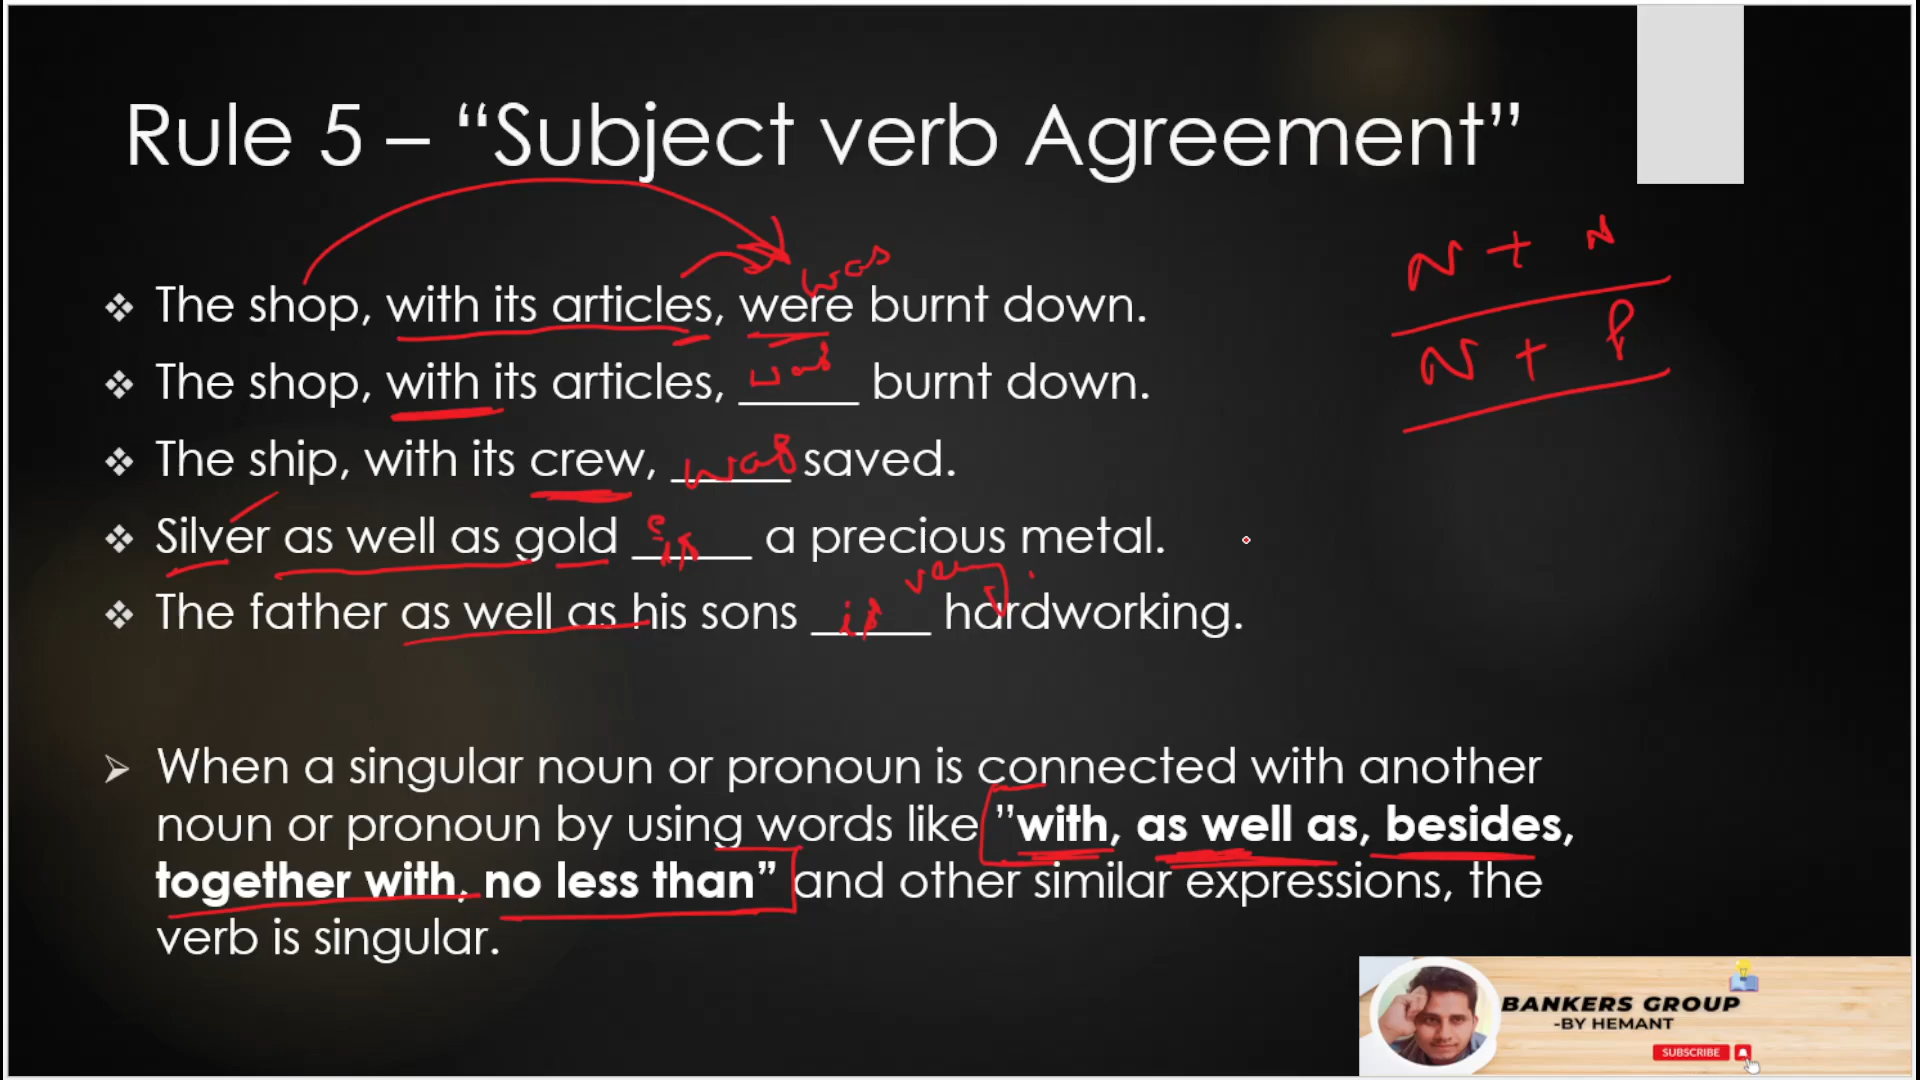 Rule 5 – “Subject verb Agreement”
was
N + N
The shop, with its articles, were burnt down.
N + P
was
The shop, with its articles, ______ burnt down.
The ship, with its crew, was saved.
Silver as well as gold is a precious metal.
very
The father as well as his sons is hardworking.
When a singular noun or pronoun is connected with another
noun or pronoun by using words like ”with, as well as, besides,
together with, no less than” and other similar expressions, the
verb is singular.
BANKERS GROUP
-BY HEMANT
SUBSCRIBE